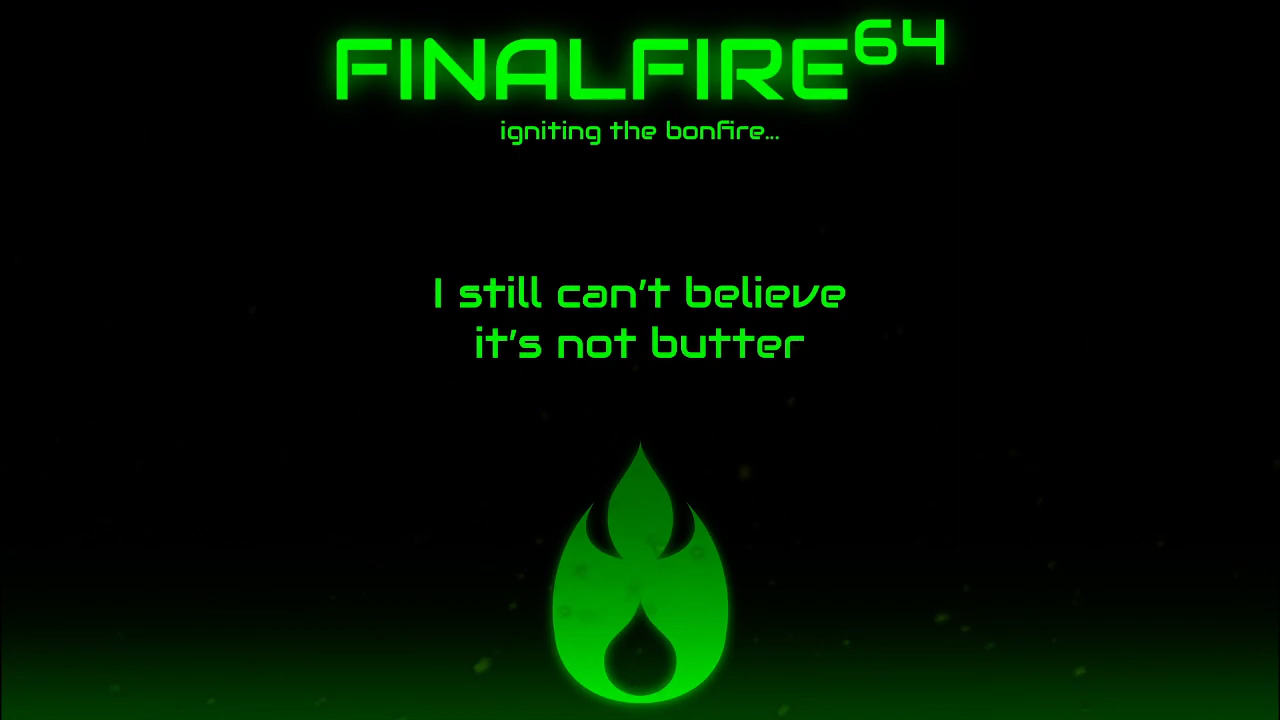 FINALFIRE64
igniting the bonfire...
I still can't believe
it's not butter